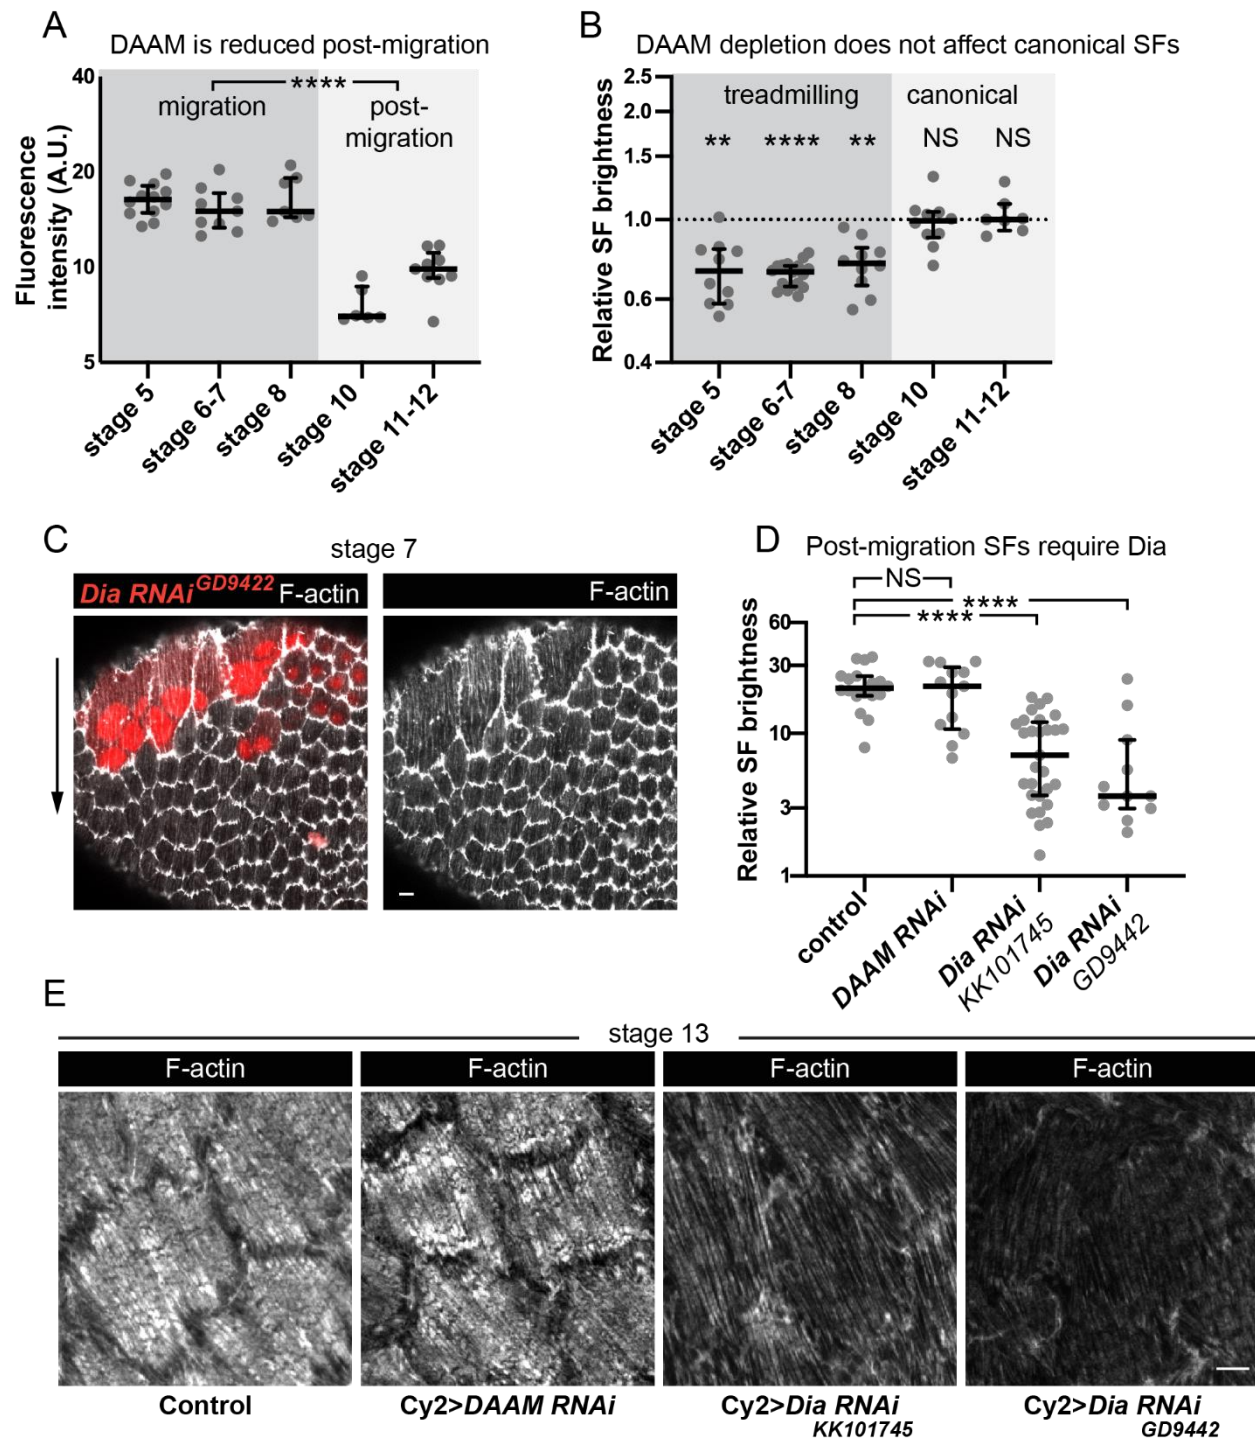 A
DAAM is reduced post-migration
Fluorescence
intensity (A.U.)
40
20
10
5
****
migration
post-
migration
stage 5
stage 6-7
stage 8
stage 10
stage 11-12
B
DAAM depletion does not affect canonical SFs
Relative SF brightness
2.5
2.0
1.5
1.0
0.6
0.4
treadmilling
canonical
** **** ** NS NS
stage 5
stage 6-7
stage 8
stage 10
stage 11-12
C
stage 7
Dia RNAi GD9422 F-actin
F-actin
D
Post-migration SFs require Dia
NS
****
****
Relative SF brightness
60
30
10
3
1
control
DAAM RNAi
Dia RNAi
KK101745
Dia RNAi
GD9442
E
stage 13
F-actin
F-actin
F-actin
F-actin
Control
Cy2>DAAM RNAi
Cy2>Dia RNAi
KK101745
Cy2>Dia RNAi
GD9442